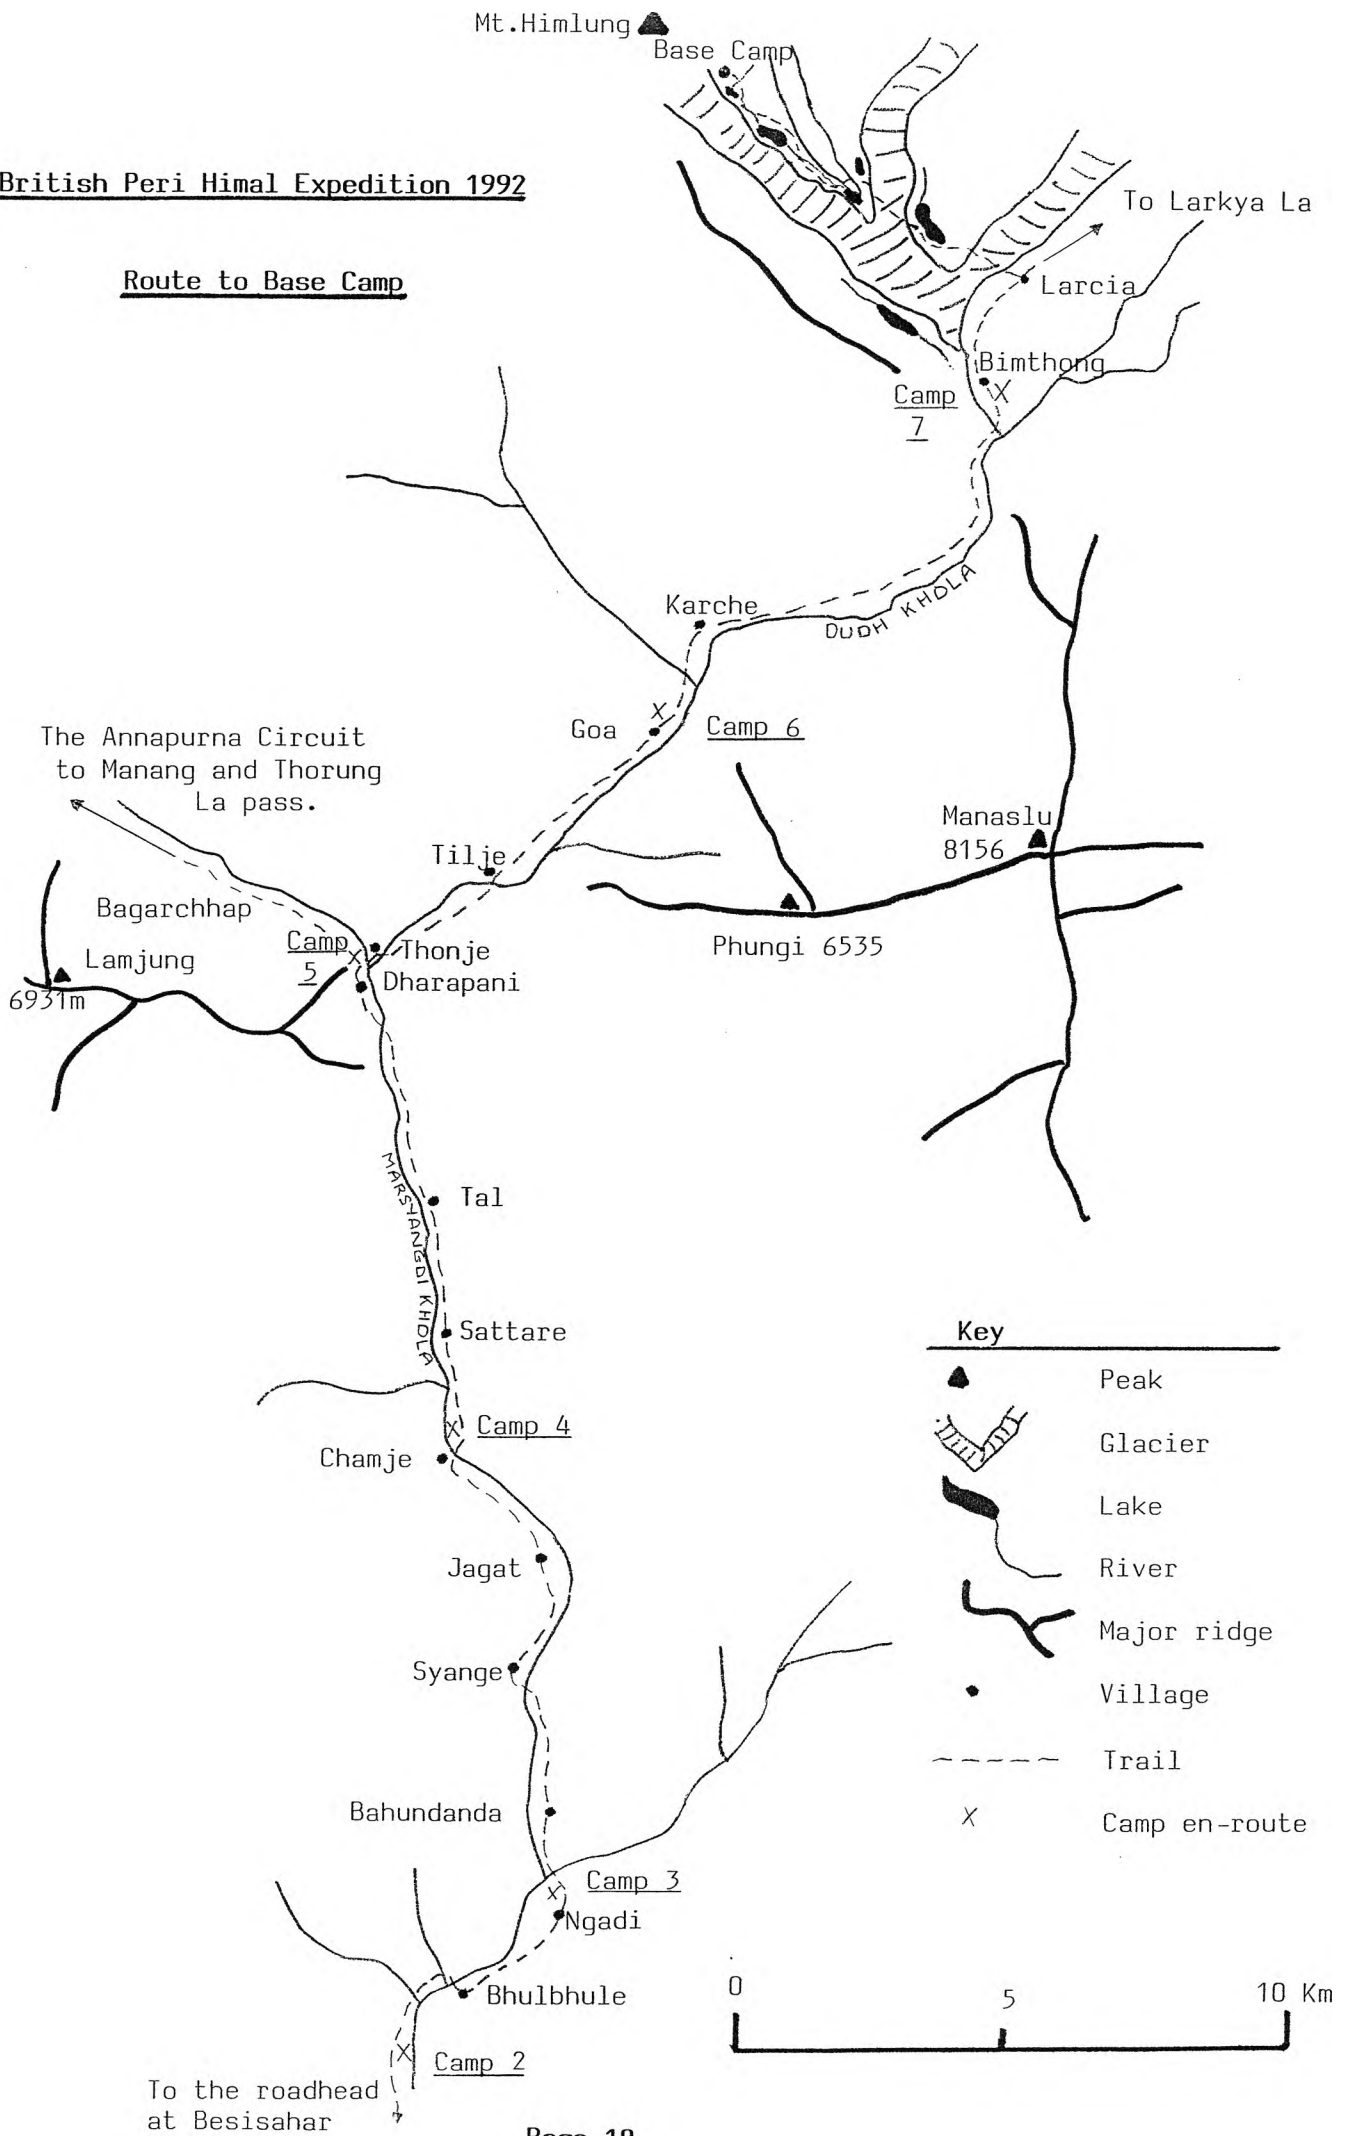 Mt.Himlung
Base Camp
British Peri Himal Expedition 1992
To Larkya La
Route to Base Camp
Larcia
Bimthong
Camp
7
DUDH KHOLA
Karche
Goa
Camp 6
The Annapurna Circuit
to Manang and Thorung
La pass.
Manaslu
8156
Tilje
Bagarchhap
Camp
5
Thonje
Phungi 6535
Lamjung
6931m
Dharapani
MARSYANGDI KHOLA
Tal
Sattare
Camp 4
Chamje
Jagat
Syange
Bahundanda
Camp 3
Ngadi
Bhulbhule
Camp 2
To the roadhead
at Besisahar
Key
Peak
Glacier
Lake
River
Major ridge
Village
Trail
Camp en-route
0 5 10 Km